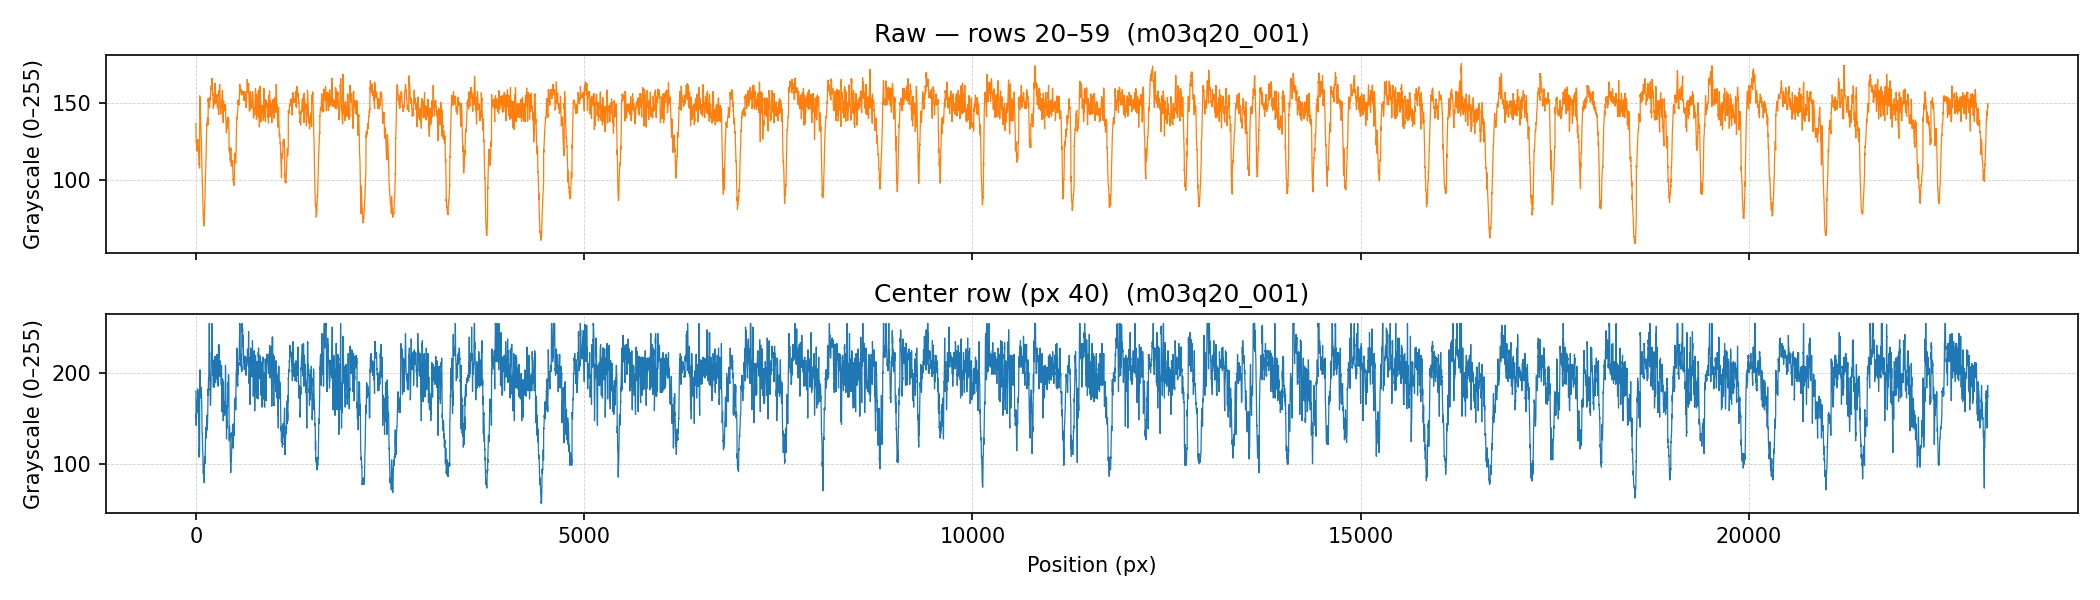 Raw — rows 20–59  (m03q20_001)
Grayscale (0–255)
150
100
Center row (px 40)  (m03q20_001)
Grayscale (0–255)
200
100
0 5000 10000 15000 20000
Position (px)